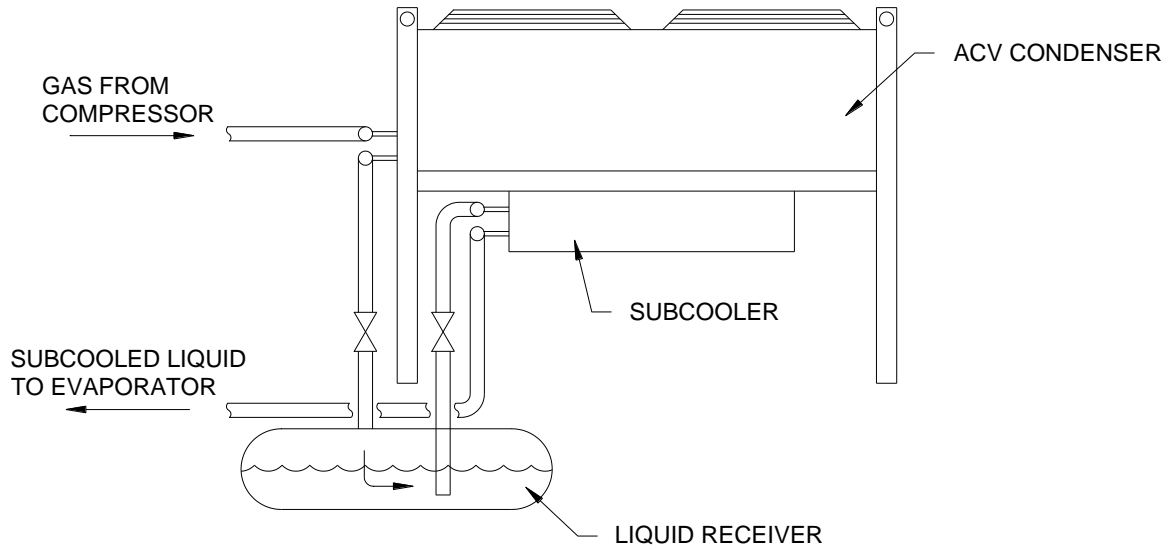 ACV CONDENSER
GAS FROM
COMPRESSOR
SUBCOOLER
SUBCOOLED LIQUID
TO EVAPORATOR
LIQUID RECEIVER